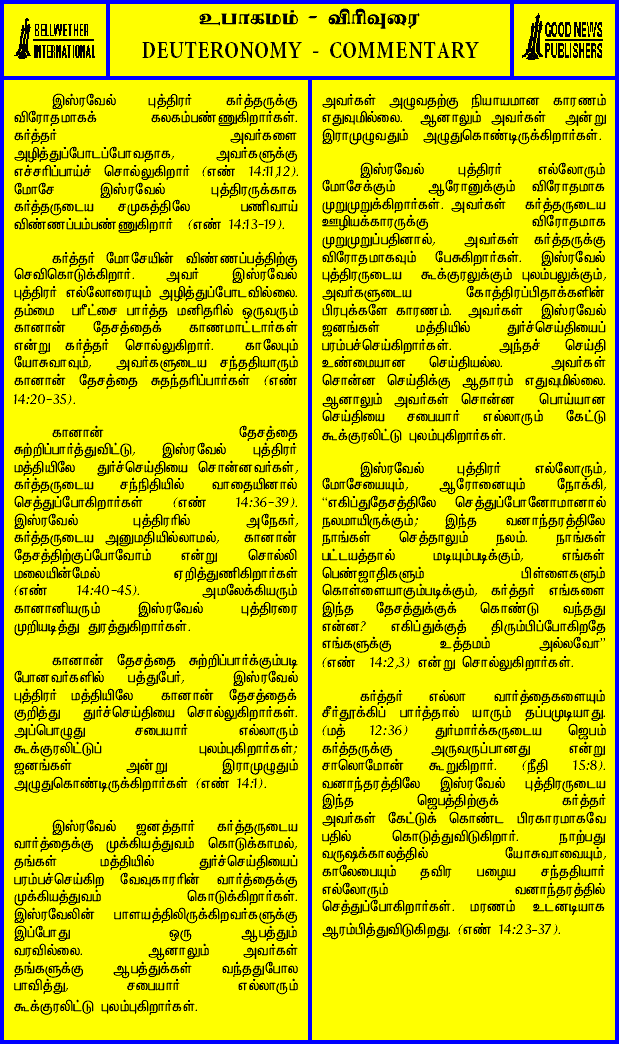 BELLWETHER
INTERNATIONAL
உபாகமம் - விரிவுரை
DEUTERONOMY - COMMENTARY
GOOD NEWS
PUBLISHERS
இஸ்ரவேல் புத்திரர் கர்த்தருக்கு
விரோதமாகக் கலகம்பண்ணுகிறார்கள்.
கர்த்தர் அவர்களை
அழித்துப்போடப்போவதாக, அவர்களுக்கு
எச்சரிப்பாய்ச் சொல்லுகிறார் (எண் 14:11,12).
மோசே இஸ்ரவேல் புத்திரருக்காக
கர்த்தருடைய சமுகத்திலே பணிவாய்
விண்ணப்பம்பண்ணுகிறார் (எண் 14:13-19).
கர்த்தர் மோசேயின் விண்ணப்பத்திற்கு
செவிகொடுக்கிறார். அவர் இஸ்ரவேல்
புத்திரர் எல்லோரையும் அழித்துப்போடவில்லை.
தம்மை பரீட்சை பார்த்த மனிதரில் ஒருவரும்
கானான் தேசத்தைக் காணமாட்டார்கள்
என்று கர்த்தர் சொல்லுகிறார். காலேபும்
யோசுவாவும், அவர்களுடைய சந்ததியாரும்
கானான் தேசத்தை சுதந்தரிப்பார்கள் (எண்
14:20-35).
கானான் தேசத்தை
சுற்றிப்பார்த்துவிட்டு, இஸ்ரவேல் புத்திரர்
மத்தியிலே துர்ச்செய்தியை சொன்னவர்கள்,
கர்த்தருடைய சந்நிதியில் வாதையினால்
செத்துப்போகிறார்கள் (எண் 14:36-39).
இஸ்ரவேல் புத்திரரில் அநேகர்,
கர்த்தருடைய அனுமதியில்லாமல், கானான்
தேசத்திற்குப்போவோம் என்று சொல்லி
மலையின்மேல் ஏறித்துணிகிறார்கள்
(எண் 14:40-45). அமலேக்கியரும்
கானானியரும் இஸ்ரவேல் புத்திரரை
முறியடித்து துரத்துகிறார்கள்.
கானான் தேசத்தை சுற்றிப்பார்க்கும்படி
போனவர்களில் பத்துபேர், இஸ்ரவேல்
புத்திரர் மத்தியிலே கானான் தேசத்தைக்
குறித்து துர்ச்செய்தியை சொல்லுகிறார்கள்.
அப்பொழுது சபையார் எல்லாரும்
கூக்குரலிட்டுப் புலம்புகிறார்கள்;
ஜனங்கள் அன்று இராமுழுதும்
அழுதுகொண்டிருக்கிறார்கள் (எண் 14:1).
இஸ்ரவேல் ஜனத்தார் கர்த்தருடைய
வார்த்தைக்கு முக்கியத்துவம் கொடுக்காமல்,
தங்கள் மத்தியில் துர்ச்செய்தியைப்
பரம்பச்செய்கிற வேவுகாரரின் வார்த்தைக்கு
முக்கியத்துவம் கொடுக்கிறார்கள்.
இஸ்ரவேலின் பாளயத்திலிருக்கிறவர்களுக்கு
இப்போது ஒரு ஆபத்தும்
வரவில்லை. ஆனாலும் அவர்கள்
தங்களுக்கு ஆபத்துக்கள் வந்ததுபோல
பாவித்து, சபையார் எல்லாரும்
கூக்குரலிட்டு புலம்புகிறார்கள்.
அவர்கள் அழுவதற்கு நியாயமான காரணம்
எதுவுமில்லை. ஆனாலும் அவர்கள் அன்று
இராமுழுவதும் அழுதுகொண்டிருக்கிறார்கள்.
இஸ்ரவேல் புத்திரர் எல்லோரும்
மோசேக்கும் ஆரோனுக்கும் விரோதமாக
முறுமுறுக்கிறார்கள். அவர்கள் கர்த்தருடைய
ஊழியக்காரருக்கு விரோதமாக
முறுமுறுப்பதினால், அவர்கள் கர்த்தருக்கு
விரோதமாகவும் பேசுகிறார்கள். இஸ்ரவேல்
புத்திரருடைய கூக்குரலுக்கும் புலம்பலுக்கும்,
அவர்களுடைய கோத்திரப்பிதாக்களின்
பிரபுக்களே காரணம். அவர்கள் இஸ்ரவேல்
ஜனங்கள் மத்தியில் துர்ச்செய்தியைப்
பரம்பச்செய்கிறார்கள். அந்தச் செய்தி
உண்மையான செய்தியல்ல. அவர்கள்
சொன்ன செய்திக்கு ஆதாரம் எதுவுமில்லை.
ஆனாலும் அவர்கள் சொன்ன பொய்யான
செய்தியை சபையார் எல்லாரும் கேட்டு
கூக்குரலிட்டு புலம்புகிறார்கள்.
இஸ்ரவேல் புத்திரர் எல்லோரும்,
மோசேயையும், ஆரோனையும் நோக்கி,
"எகிப்துதேசத்திலே செத்துப்போனோமானால்
நலமாயிருக்கும்; இந்த வனாந்தரத்திலே
நாங்கள் செத்தாலும் நலம். நாங்கள்
பட்டயத்தால் மடியும்படிக்கும், எங்கள்
பெண்ஜாதிகளும் பிள்ளைகளும்
கொள்ளையாகும்படிக்கும், கர்த்தர் எங்களை
இந்த தேசத்துக்குக் கொண்டு வந்தது
என்ன? எகிப்துக்குத் திரும்பிப்போகிறதே
எங்களுக்கு உத்தமம் அல்லவோ"
(எண் 14:2,3) என்று சொல்லுகிறார்கள்.
கர்த்தர் எல்லா வார்த்தைகளையும்
சீர்தூக்கிப் பார்த்தால் யாரும் தப்பமுடியாது.
(மத் 12:36) துர்மார்க்கருடைய ஜெபம்
கர்த்தருக்கு அருவருப்பானது என்று
சாலொமோன் கூறுகிறார். (நீதி 15:8).
வனாந்தரத்திலே இஸ்ரவேல் புத்திரருடைய
இந்த ஜெபத்திற்குக் கர்த்தர்
அவர்கள் கேட்டுக் கொண்ட பிரகாரமாகவே
பதில் கொடுத்துவிடுகிறார். நாற்பது
வருஷக்காலத்தில் யோசுவாவையும்,
காலேபையும் தவிர பழைய சந்ததியார்
எல்லோரும் வனாந்தரத்தில்
செத்துப்போகிறார்கள். மரணம் உடனடியாக
ஆரம்பித்துவிடுகிறது. (எண் 14:23-37).